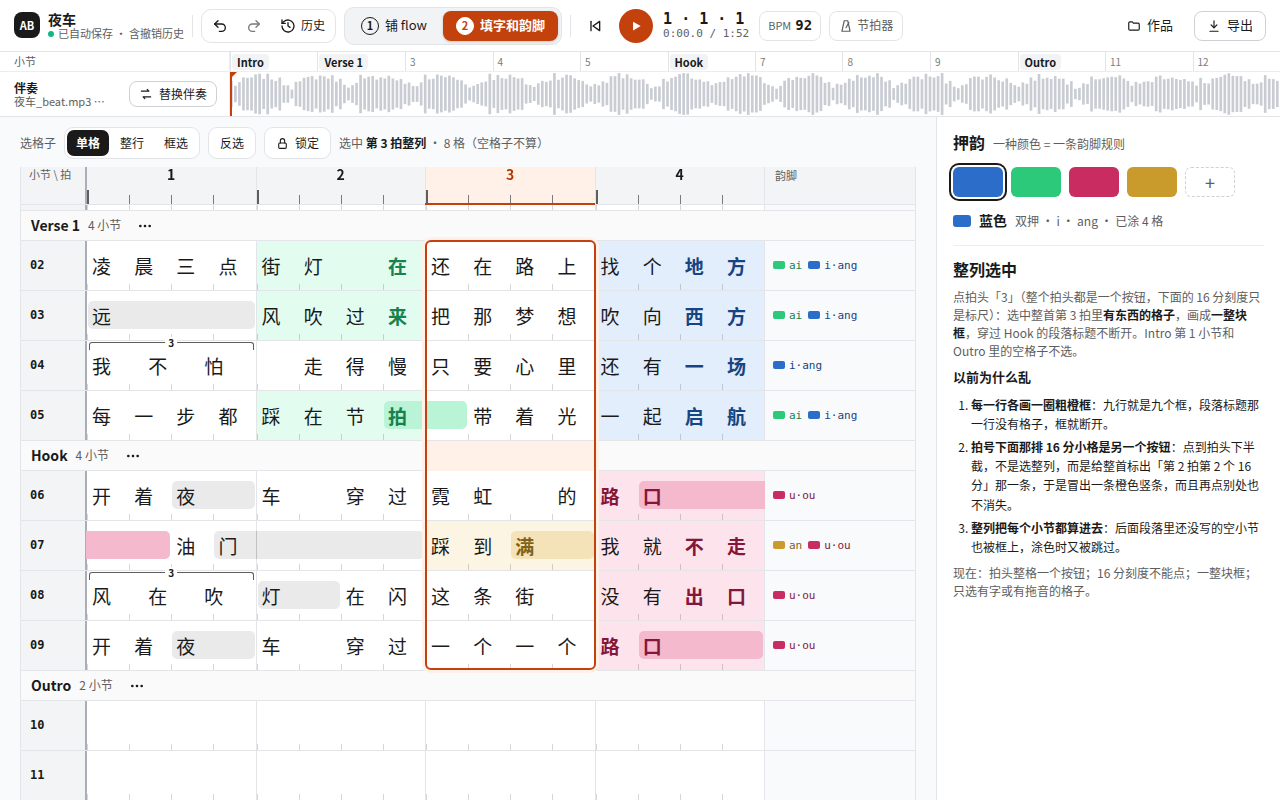 AB 夜车
已自动保存 · 含撤销历史
历史
1 铺 flow
2 填字和韵脚
1 · 1 · 1
0:00.0 / 1:52
BPM 92
节拍器
作品
导出
小节 Intro Verse 1 3 4 5 Hook 7 8 9 Outro 11 12
伴奏
夜车_beat.mp3 ···
替换伴奏
选格子 单格 整行 框选 反选 锁定 选中 第 3 拍整列 · 8 格（空格子不算）
小节 \ 拍 1 2 3 4 韵脚
Verse 1 4 小节 ···
02 凌 晨 三 点 街 灯 在 还 在 路 上 找 个 地 方 ai i·ang
03 远 风 吹 过 来 把 那 梦 想 吹 向 西 方 ai i·ang
3
04 我 不 怕 走 得 慢 只 要 心 里 还 有 一 场 i·ang
05 每 一 步 都 踩 在 节 拍 带 着 光 一 起 启 航 ai i·ang
Hook 4 小节 ···
06 开 着 夜 车 穿 过 霓 虹 的 路 口 u·ou
07 油 门 踩 到 满 我 就 不 走 an u·ou
3
08 风 在 吹 灯 在 闪 这 条 街 没 有 出 口 u·ou
09 开 着 夜 车 穿 过 一 个 一 个 路 口 u·ou
Outro 2 小节 ···
10
11
押韵 一种颜色 = 一条韵脚规则
+
蓝色 双押 · i · ang · 已涂 4 格
整列选中
点拍头「3」（整个拍头都是一个按钮，下面的 16 分刻度只
是标尺）：选中整首第 3 拍里有东西的格子，画成一整块
框，穿过 Hook 的段落标题不断开。Intro 第 1 小节和
Outro 里的空格子不选。
以前为什么乱
1. 每一行各画一圈粗橙框：九行就是九个框，段落标题那
一行没有格子，框就断开。
2. 拍号下面那排 16 分小格是另一个按钮：点到拍头下半
截，不是选整列，而是给整首标出「第 2 拍第 2 个 16
分」那一条，于是冒出一条橙色竖条，而且再点别处也
不消失。
3. 整列把每个小节都算进去：后面段落里还没写的空小节
也被框上，涂色时又被跳过。
现在：拍头整格一个按钮；16 分刻度不能点；一整块框；
只选有字或有拖音的格子。